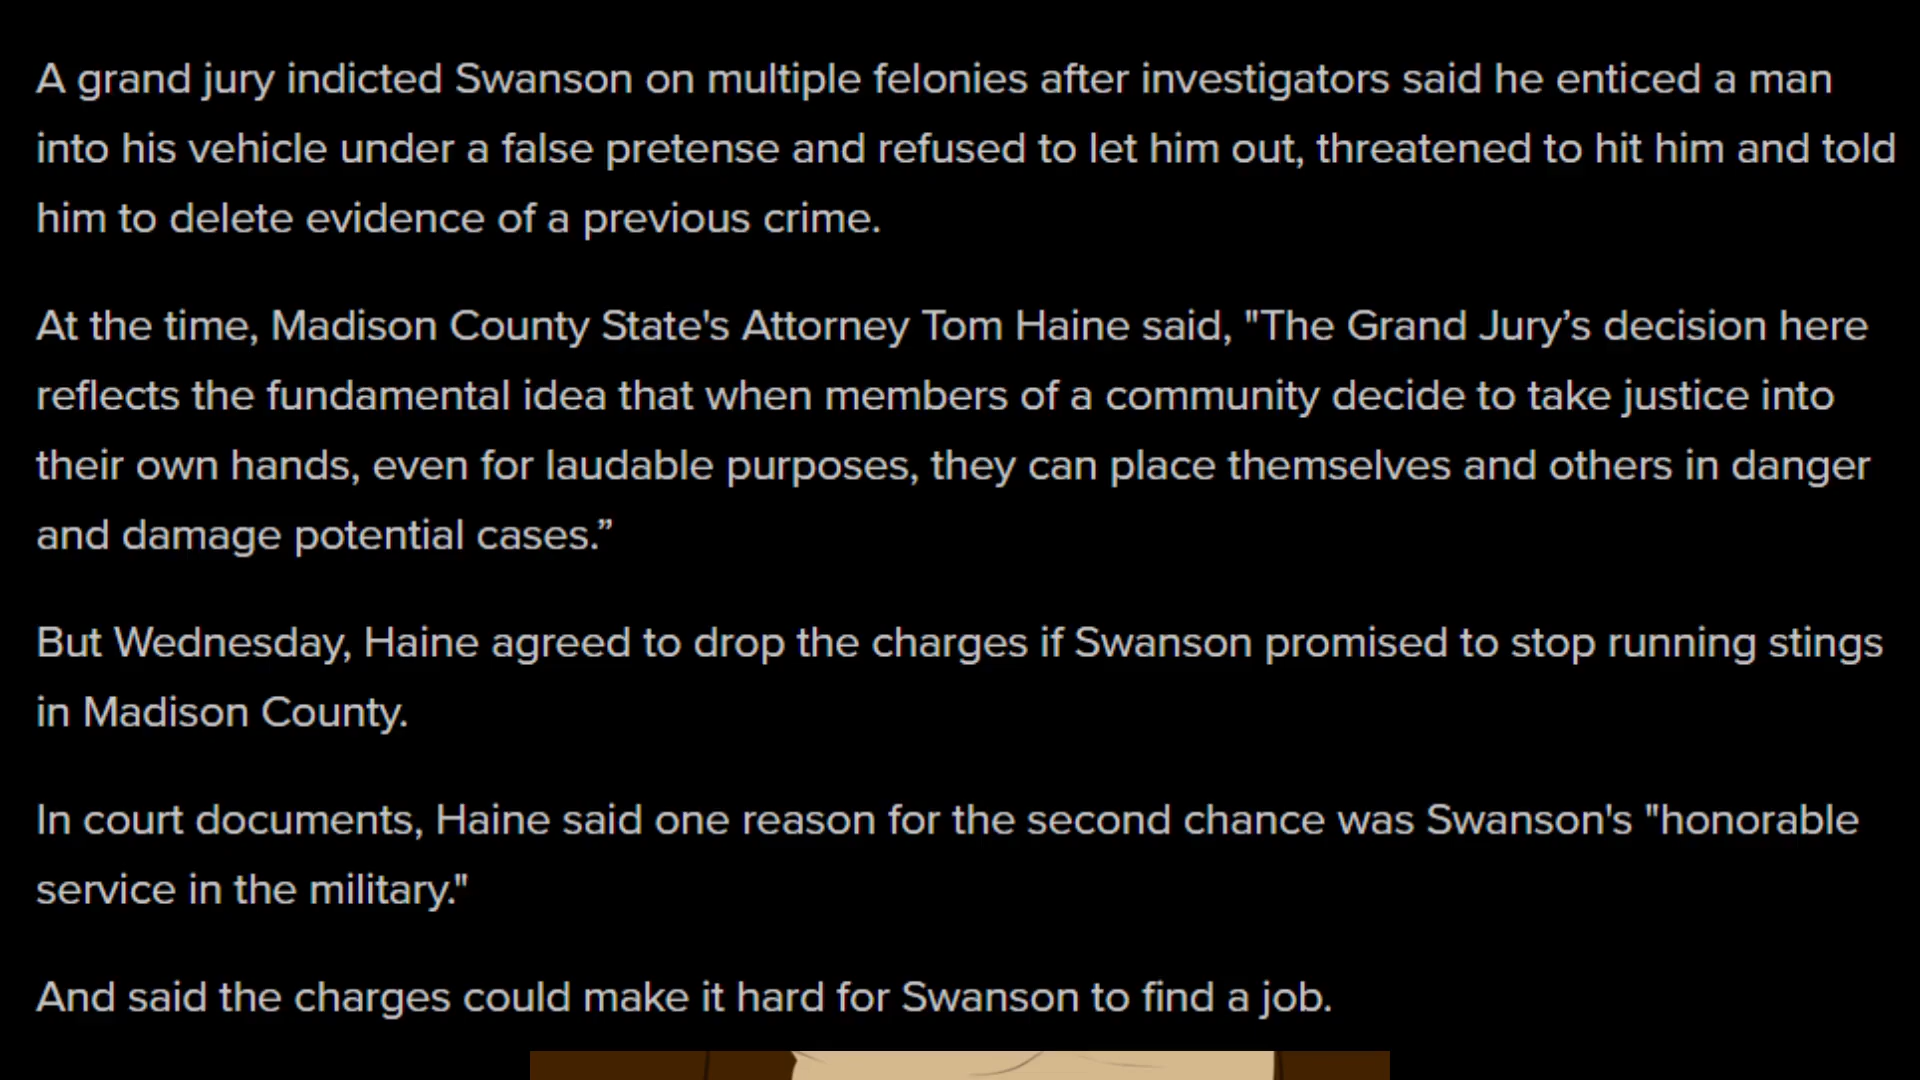 A grand jury indicted Swanson on multiple felonies after investigators said he enticed a man
into his vehicle under a false pretense and refused to let him out, threatened to hit him and told
him to delete evidence of a previous crime.
At the time, Madison County State's Attorney Tom Haine said, "The Grand Jury’s decision here
reflects the fundamental idea that when members of a community decide to take justice into
their own hands, even for laudable purposes, they can place themselves and others in danger
and damage potential cases.”
But Wednesday, Haine agreed to drop the charges if Swanson promised to stop running stings
in Madison County.
In court documents, Haine said one reason for the second chance was Swanson's "honorable
service in the military."
And said the charges could make it hard for Swanson to find a job.